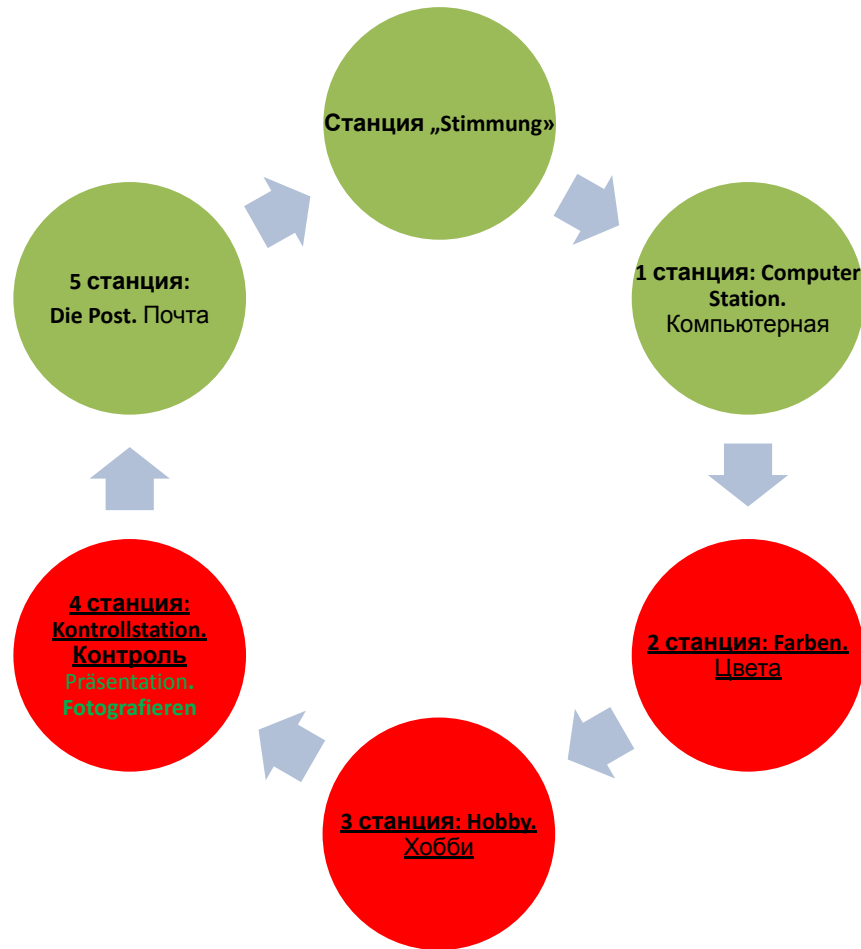 Станция „Stimmung»
1 станция: Computer
Station.
Компьютерная
2 станция: Farben.
Цвета
3 станция: Hobby.
Хобби
4 станция:
Kontrollstation.
Контроль
Präsentation.
Fotografieren
5 станция:
Die Post. Почта